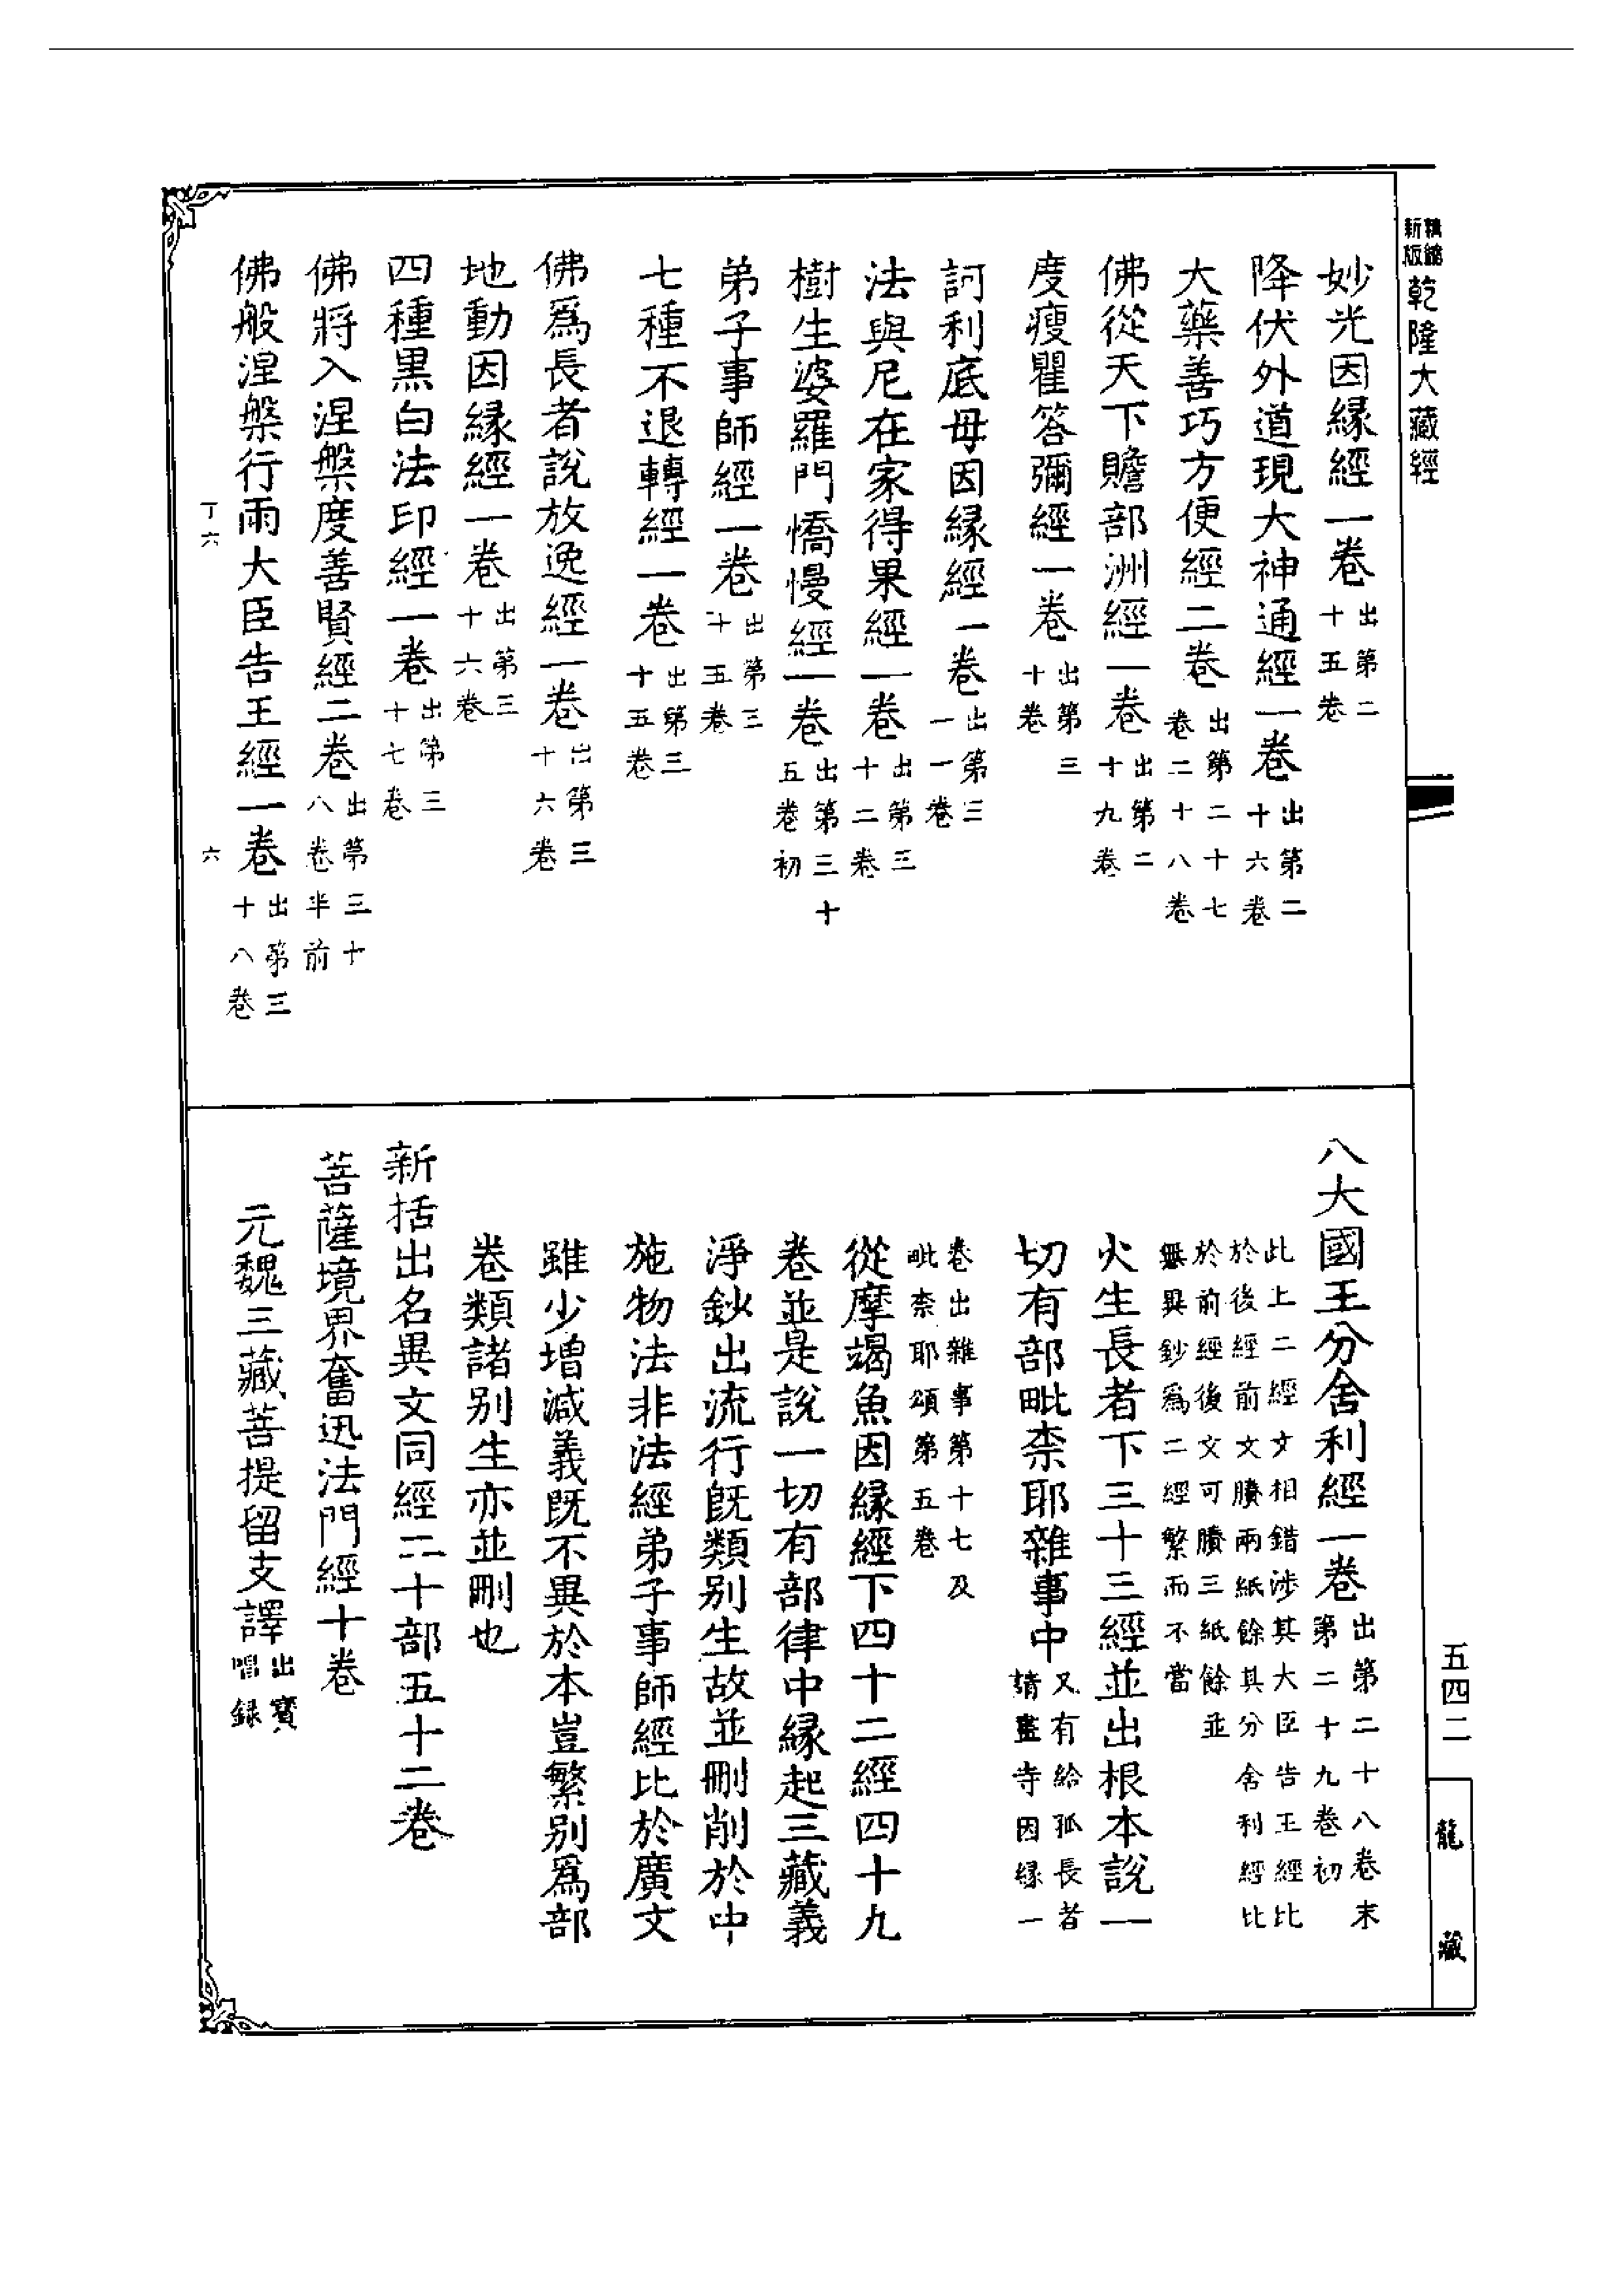 精縮新版乾隆大藏經
妙光因緣經一卷出第二十五卷
降伏外道現大神通經一卷出第二十六卷
大藥善巧方便經二卷出第二十七卷二十八卷
佛從天下贍部洲經一卷出第二十九卷
度瘦瞿答彌經一卷出第三十卷
訶利底母因緣經一卷出第三一一卷
法與尼在家得果經一卷出第三十二卷
樹生婆羅門憍慢經一卷出第三十五卷初
弟子事師經一卷出第三十五卷
七種不退轉經一卷出第三十五卷
佛爲長者說放逸經一卷出第三十六卷
地動因緣經一卷出第三十六卷
四種黑白法印經一卷出第三十七卷
佛將入涅槃度善賢經二卷出第三十八卷半前
佛般涅槃行雨大臣告王經一卷出第三十八卷
丁六 六
八大國王分舍利經一卷出第二十八卷末第二十九卷初
此上二經文相錯涉其大臣告王經比
於後經前文賸兩紙餘其分舍利經比
於前經後文可賸三紙餘並
無異鈔爲二經繁而不當
火生長者下三十三經並出根本說一
切有部毗柰耶雜事中又有給孤長者請畫寺因緣一
卷出雜事第十七及
毗柰耶頌第五卷
從摩竭魚因緣經下四十二經四十九
卷並是說一切有部律中緣起三藏義
淨鈔出流行旣類别生故並刪削於中
施物法非法經弟子事師經比於廣文
雖少增減義旣不異於本豈繁别爲部
卷類諸别生亦並刪也
新括出名異文同經二十部五十二卷
菩薩境界奮迅法門經十卷
元魏三藏菩提留支譯出寶唱録
五四二
龍藏